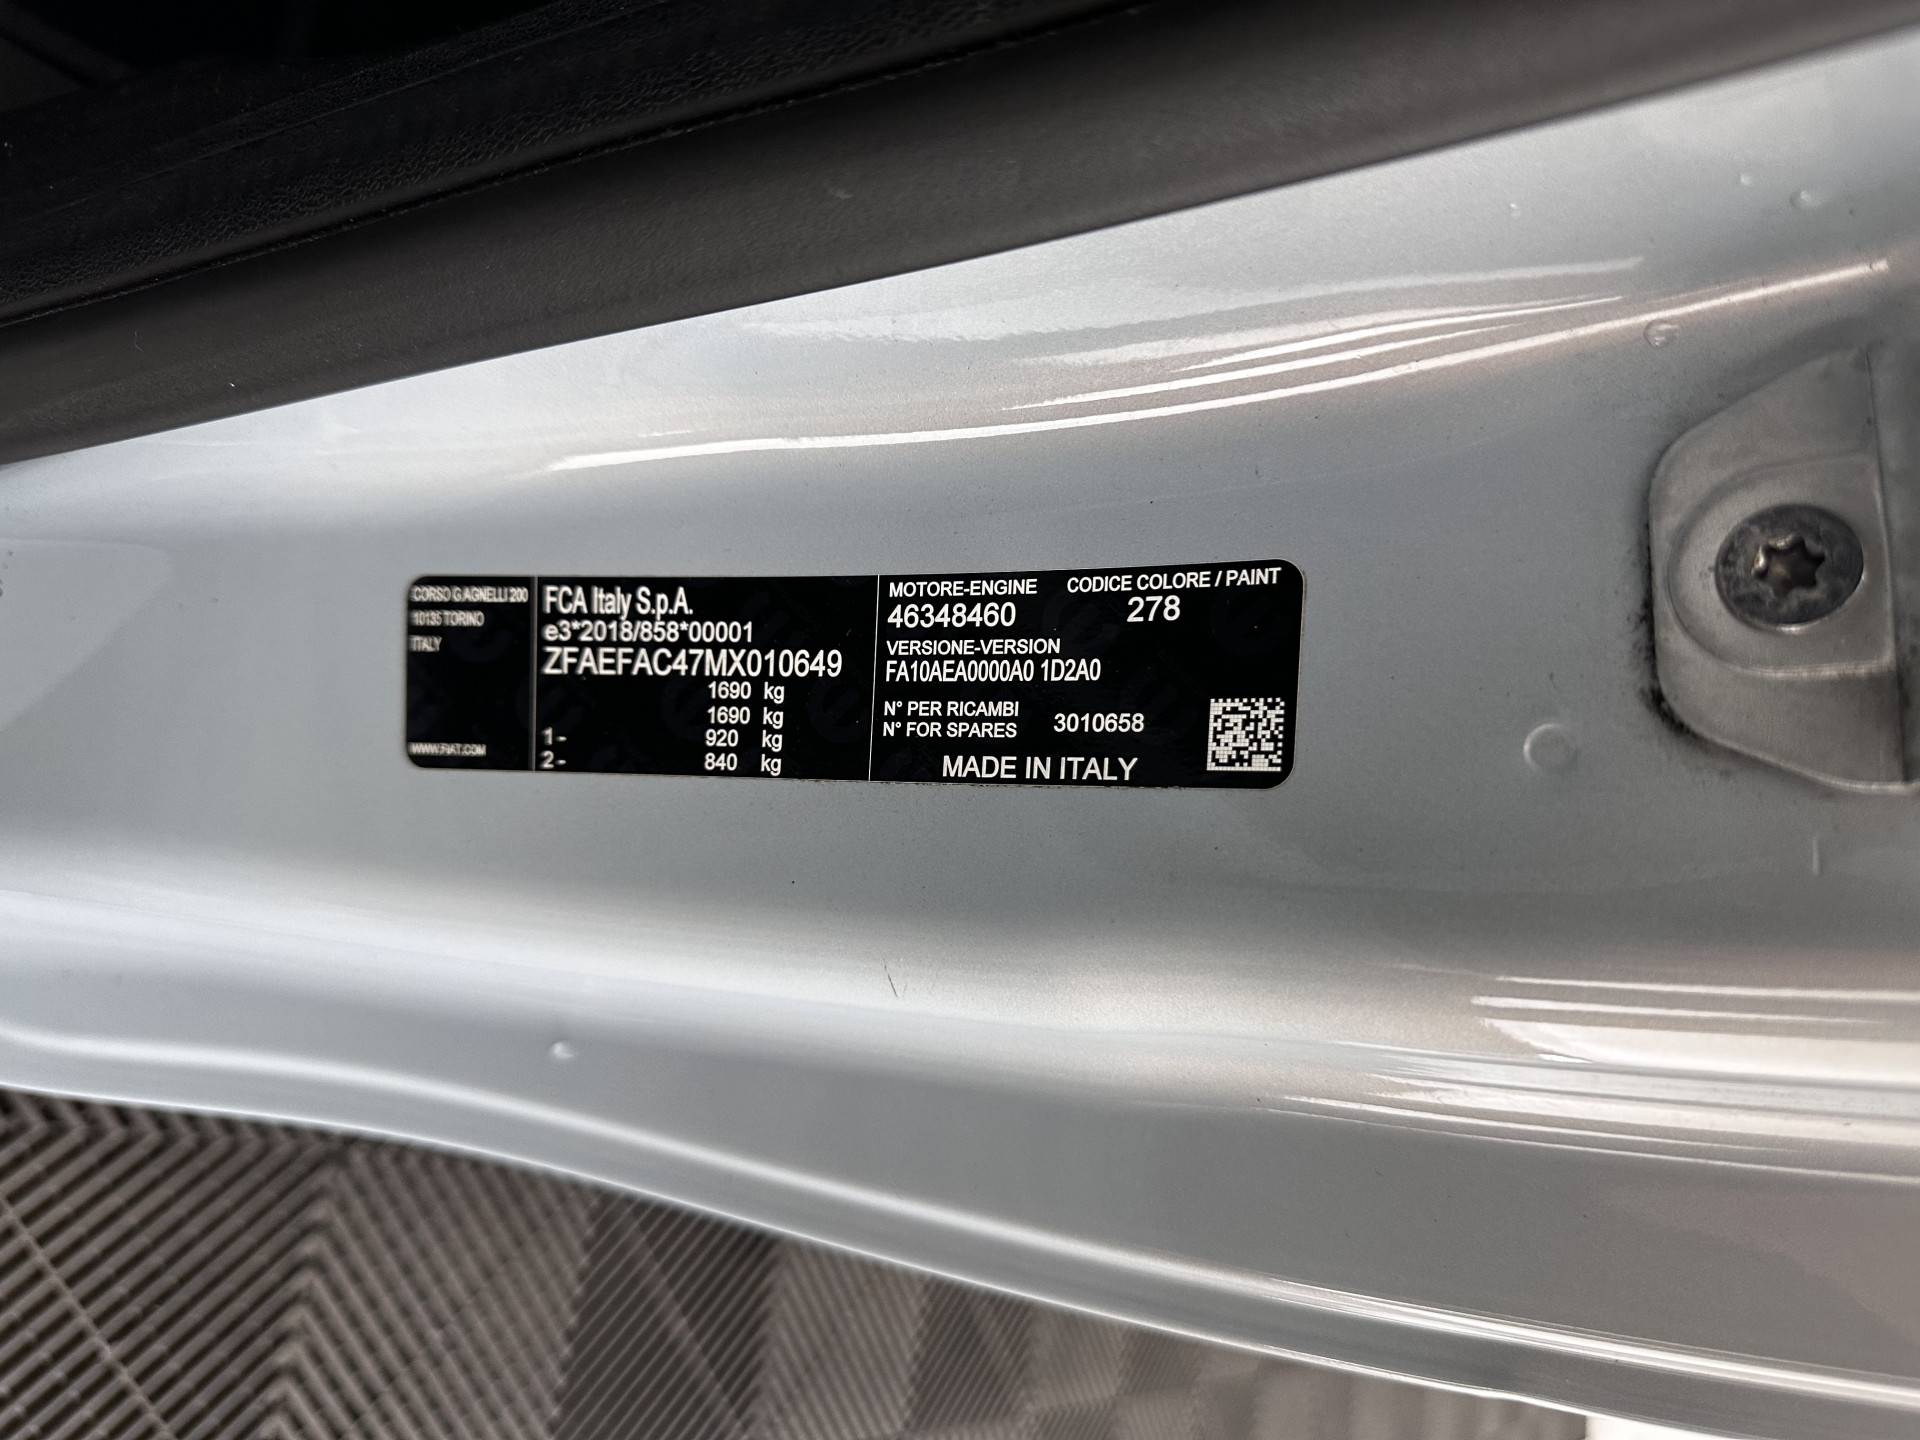 CORSO G.AGNELLI 200
10135 TORINO
ITALY
WWW.FIAT.COM
FCA Italy S.p.A.
e3*2018/858*00001
ZFAEFAC47MX010649
1690 kg
1690 kg
1- 920 kg
2- 840 kg
MOTORE-ENGINE
46348460
CODICE COLORE / PAINT
278
VERSIONE-VERSION
FA10AEA0000A0 1D2A0
N° PER RICAMBI
N° FOR SPARES 3010658
MADE IN ITALY